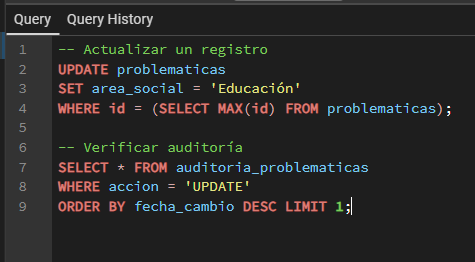 Query Query History
1 -- Actualizar un registro
2 UPDATE problematicas
3 SET area_social = 'Educación'
4 WHERE id = (SELECT MAX(id) FROM problematicas);
5
6 -- Verificar auditoría
7 SELECT * FROM auditoria_problematicas
8 WHERE accion = 'UPDATE'
9 ORDER BY fecha_cambio DESC LIMIT 1;